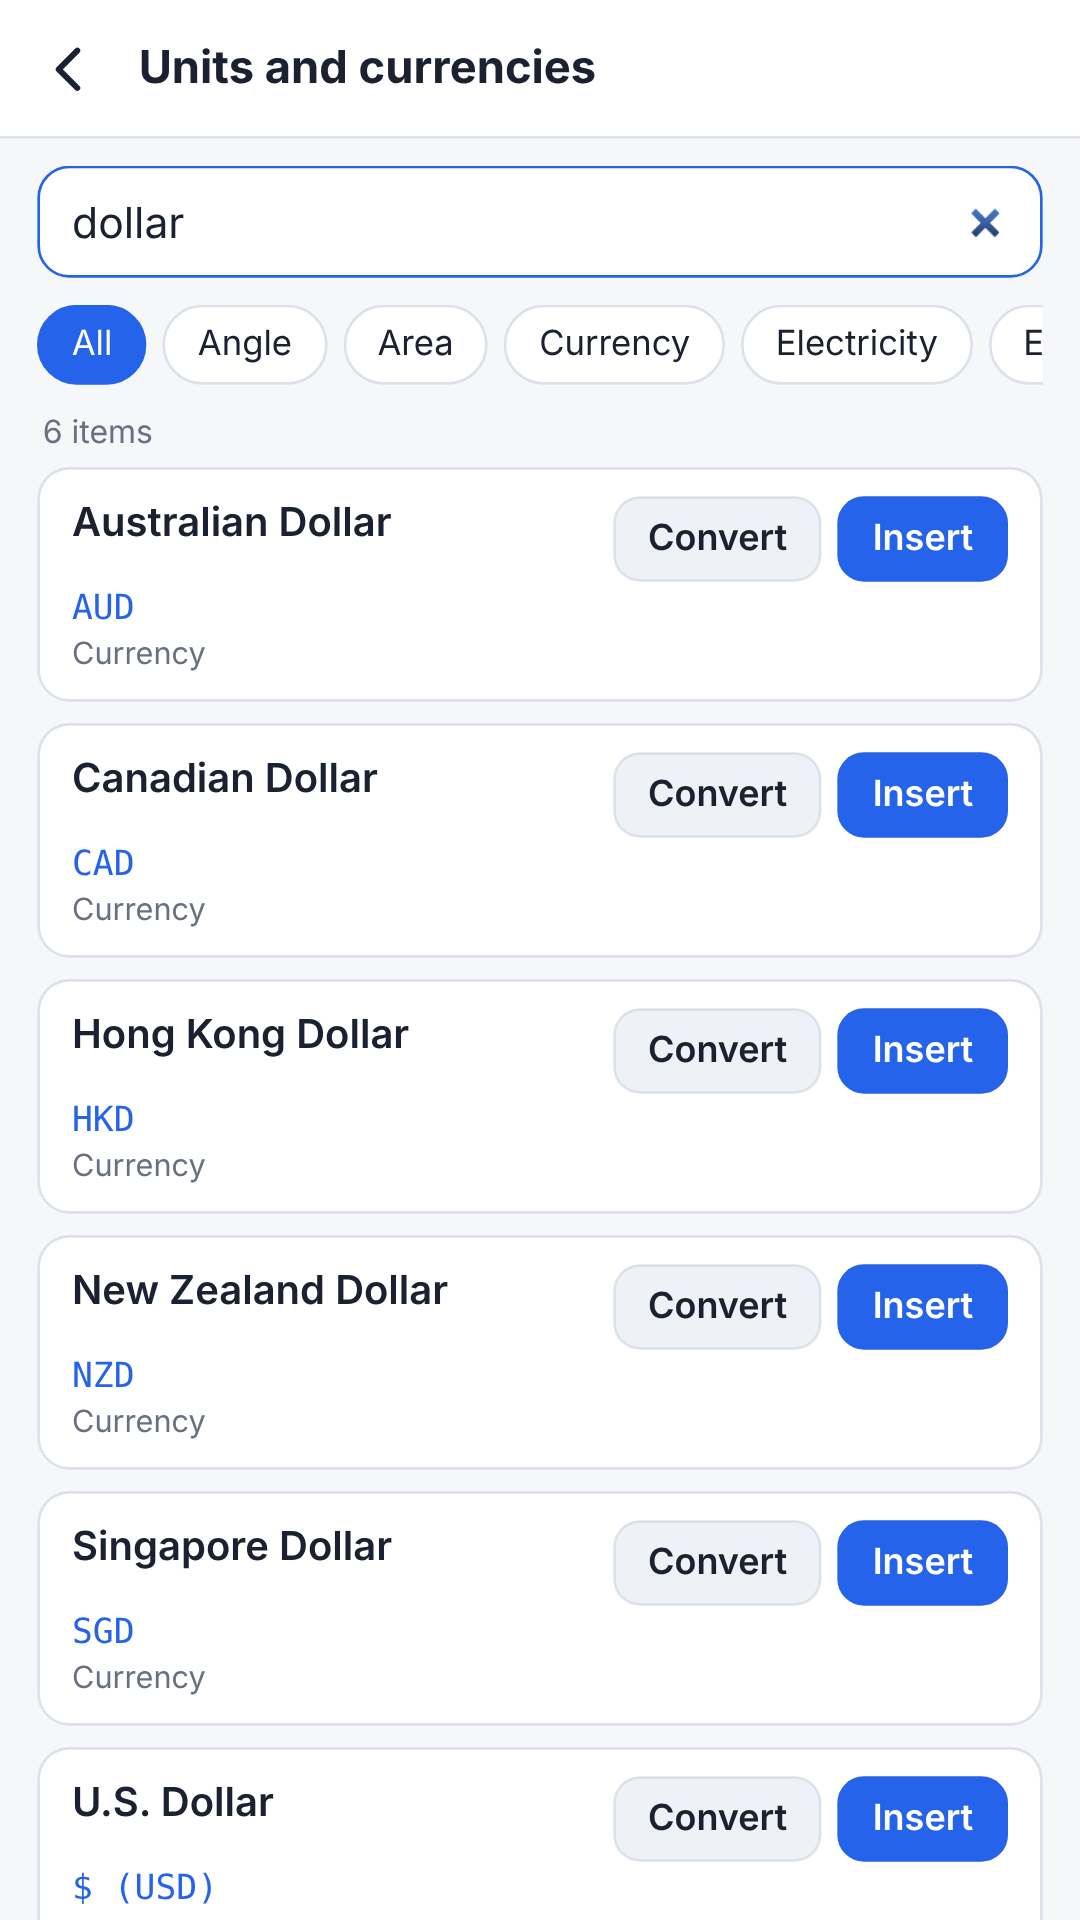 Units and currencies
dollar
All Angle Area Currency Electricity E
6 items
Australian Dollar Convert Insert
AUD
Currency
Canadian Dollar Convert Insert
CAD
Currency
Hong Kong Dollar Convert Insert
HKD
Currency
New Zealand Dollar Convert Insert
NZD
Currency
Singapore Dollar Convert Insert
SGD
Currency
U.S. Dollar Convert Insert
$ (USD)